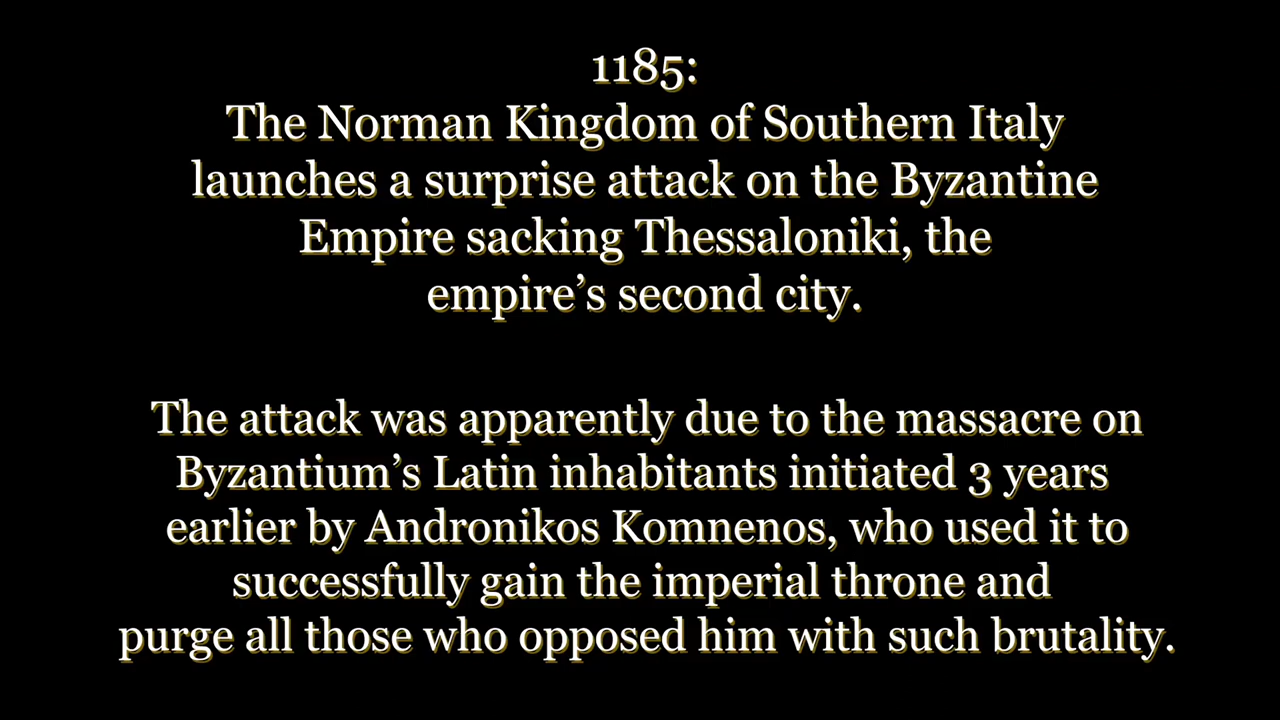 1185:
The Norman Kingdom of Southern Italy
launches a surprise attack on the Byzantine
Empire sacking Thessaloniki, the
empire’s second city.
The attack was apparently due to the massacre on
Byzantium’s Latin inhabitants initiated 3 years
earlier by Andronikos Komnenos, who used it to
successfully gain the imperial throne and
purge all those who opposed him with such brutality.